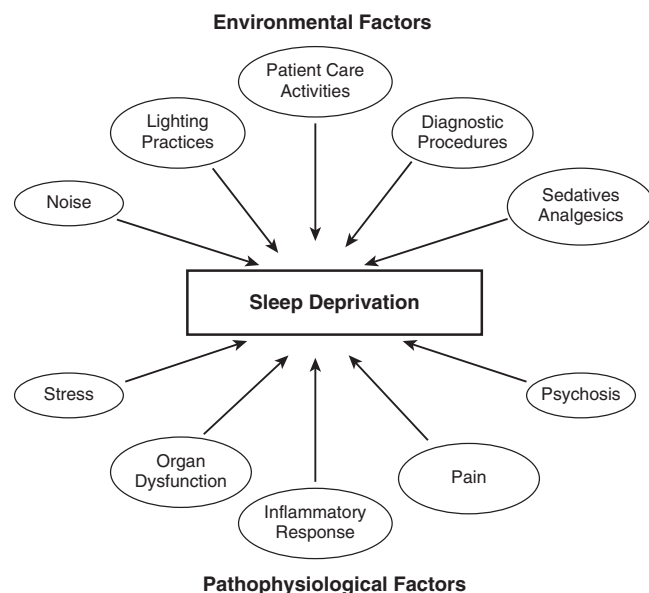 Environmental Factors
Patient Care
Activities
Lighting
Practices
Diagnostic
Procedures
Noise
Sedatives
Analgesics
Sleep Deprivation
Stress
Psychosis
Organ
Dysfunction
Pain
Inflammatory
Response
Pathophysiological Factors